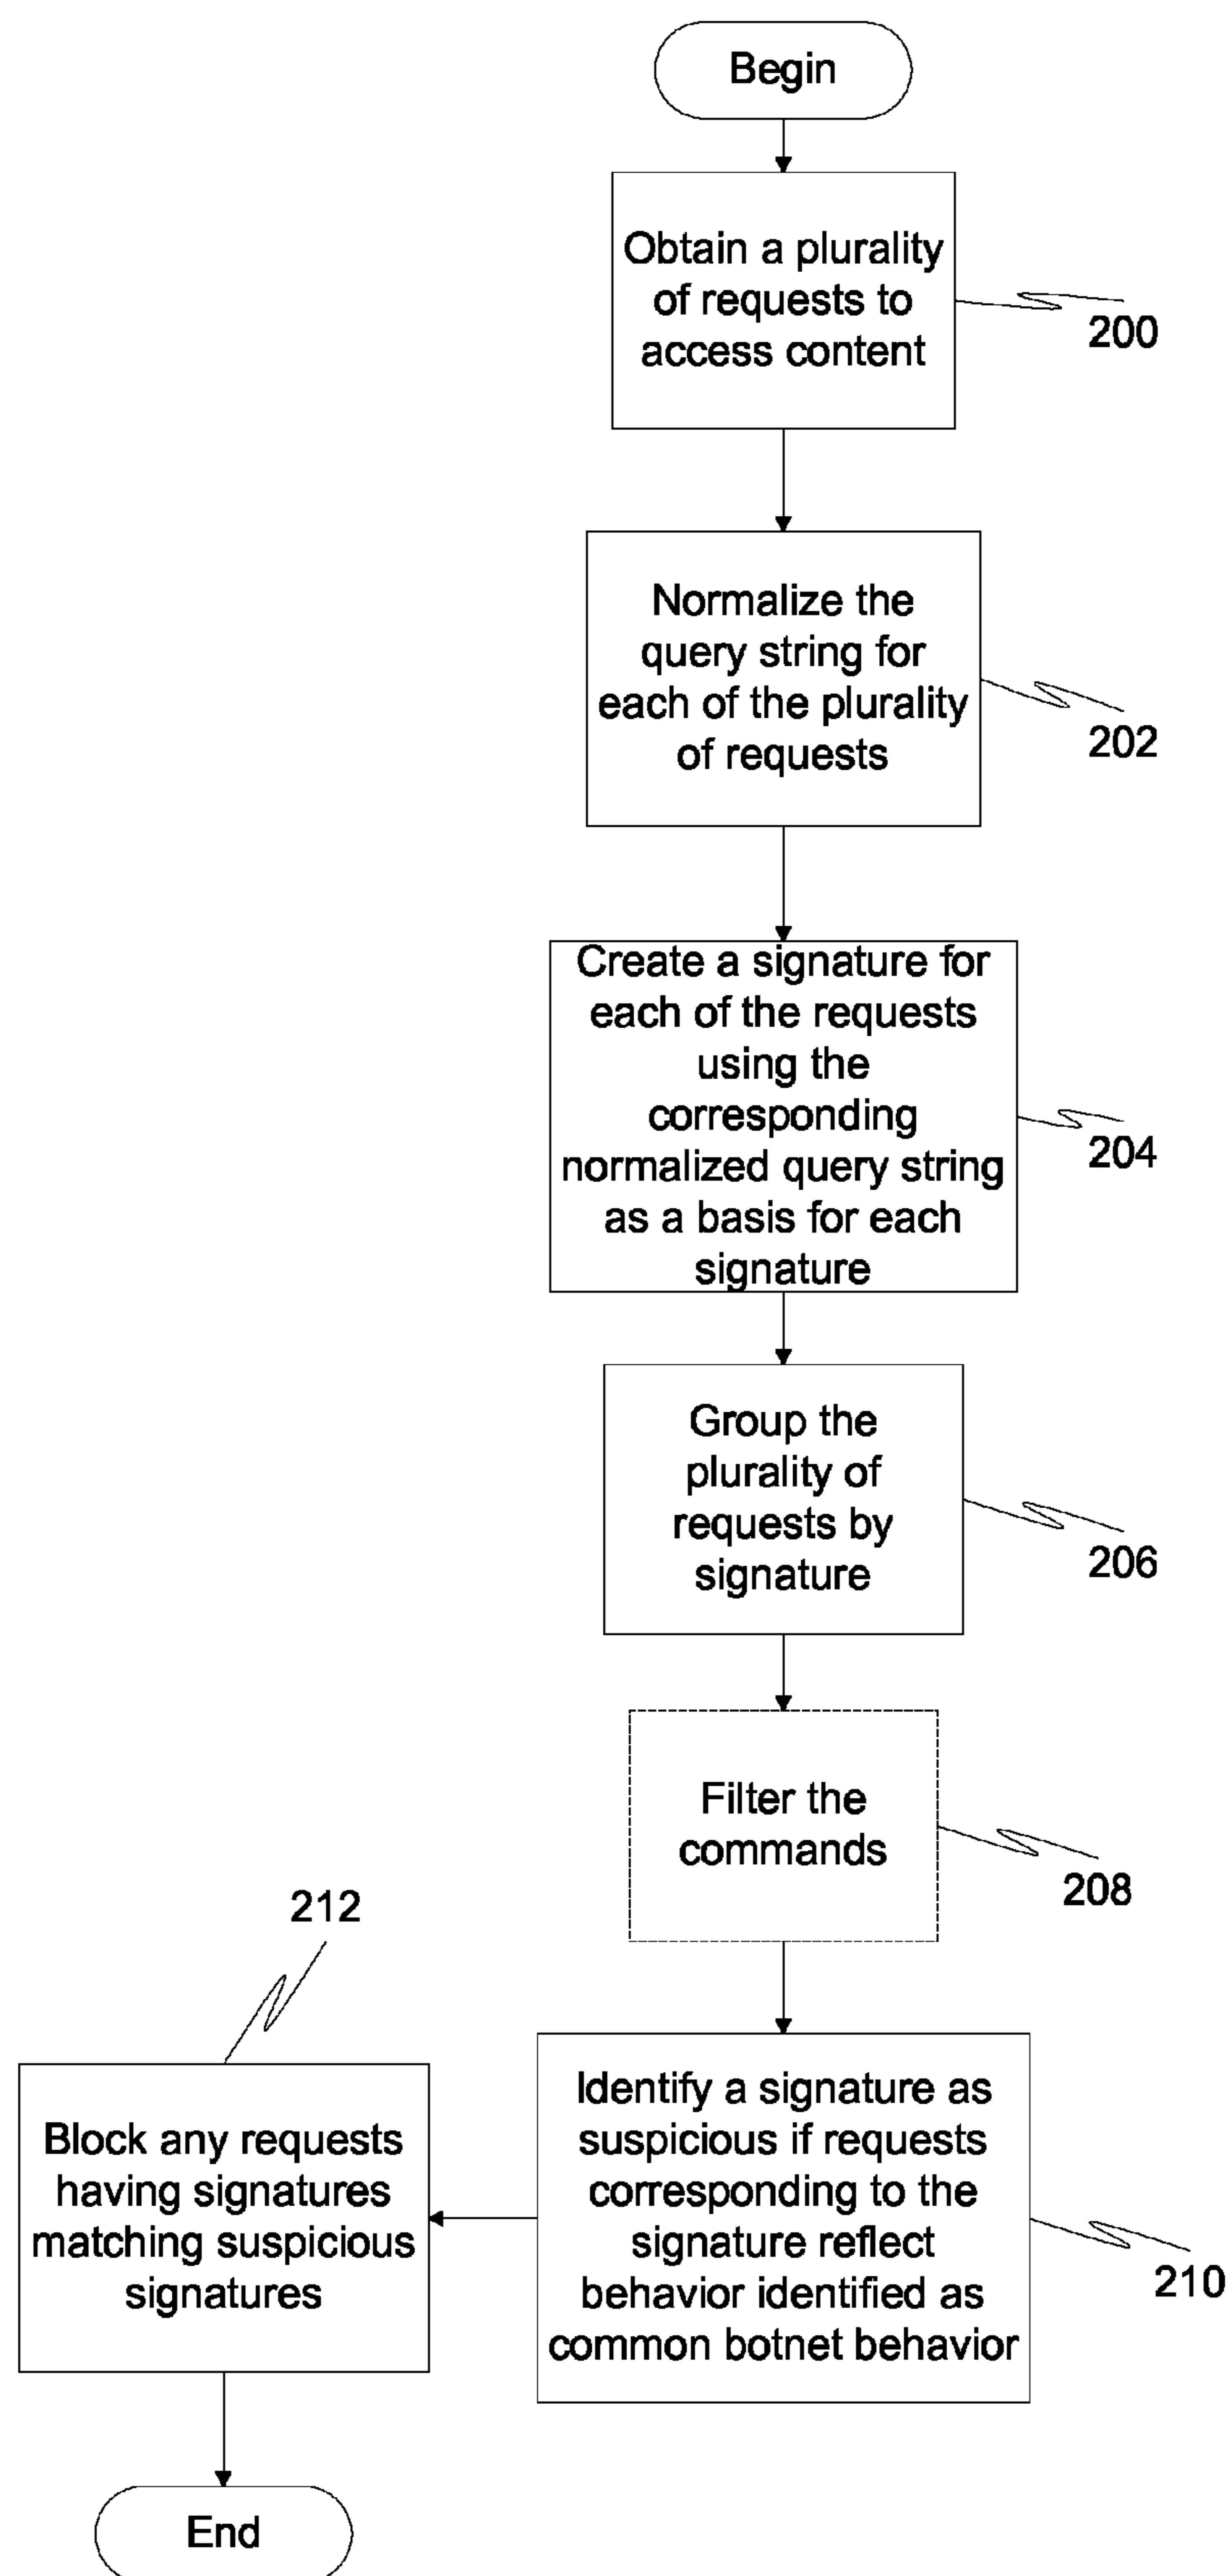 Begin
Obtain a plurality
of requests to
access content
200
Normalize the
query string for
each of the plurality
of requests
202
Create a signature for
each of the requests
using the
corresponding
normalized query string
as a basis for each
signature
204
Group the
plurality of
requests by
signature
206
Filter the
commands
208
Identify a signature as
suspicious if requests
corresponding to the
signature reflect
behavior identified as
common botnet behavior
210
212
Block any requests
having signatures
matching suspicious
signatures
End